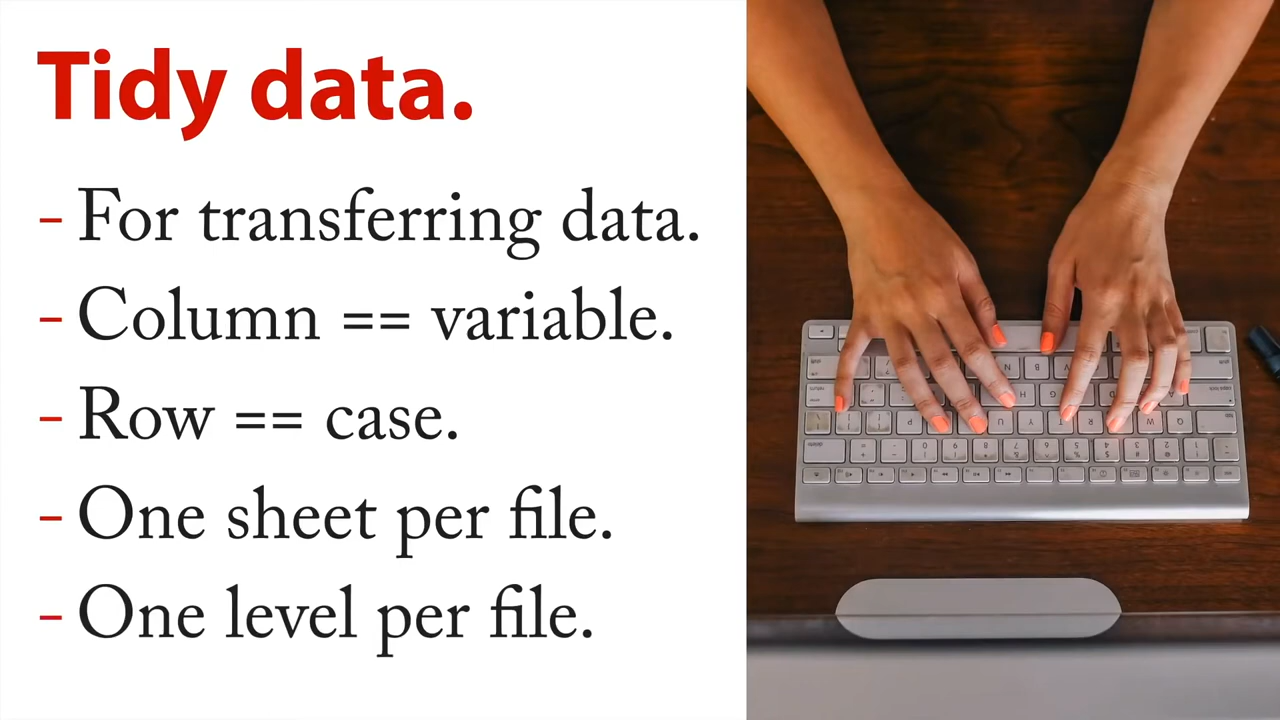 Tidy data.
- For transferring data.
- Column == variable.
- Row == case.
- One sheet per file.
- One level per file.